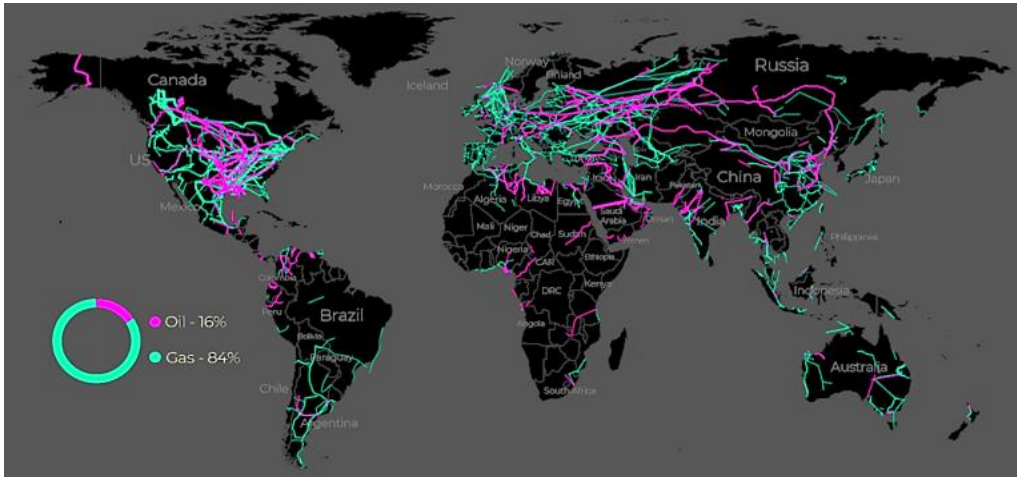 Norway
Russia
Canada
Iceland
Finland
Mongolia
US
China
Japan
Iran
Morocco
Algeria
Libya
Egypt
Pakistan
Mexico
Saudi
Arabia
Oman
India
Mali
Niger
Chad
Sudan
Yemen
Philippines
Nigeria
CAR
Ethiopia
Colombia
DRC
Kenya
Indonesia
Peru
Brazil
Angola
Oil - 16%
Bolivia
Gas - 84%
Paraguay
Australia
Chile
South Africa
Argentina